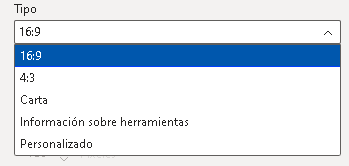 Tipo
16:9
16:9
4:3
Carta
Información sobre herramientas
Personalizado